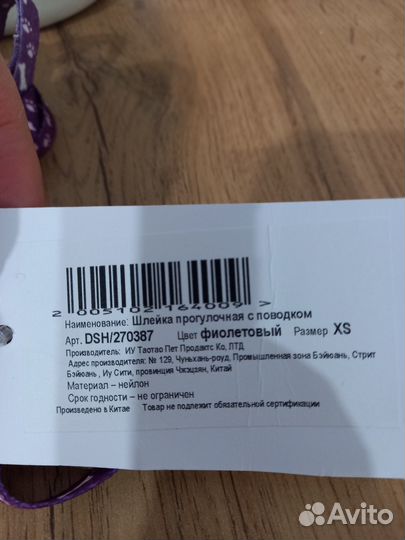 2 005102 164009 >
Наименование: Шлейка прогулочная с поводком
Арт. DSH/270387 Цвет фиолетовый Размер XS
Производитель: ИУ Таотао Пет Продактс Ко, ЛТД
Адрес производителя: № 129, Чуньхань-роуд, Промышленная зона Бэйюань, Стрит
Бэйюань , Иу Сити, провинция Чжэцзян, Китай
Материал – нейлон
Срок годности – не ограничен
Произведено в Китае Товар не подлежит обязательной сертификации
Avito